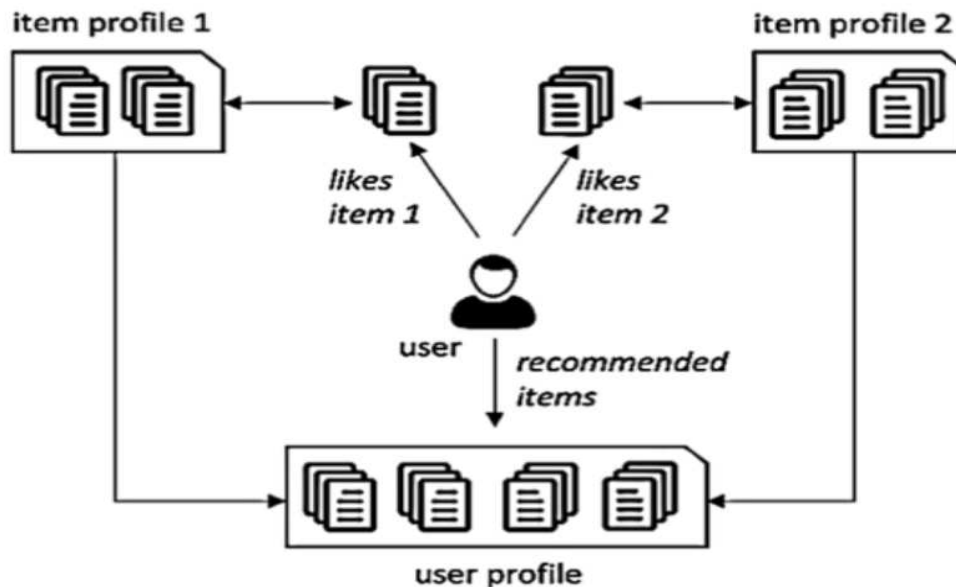 item profile 1
item profile 2
likes
item 1
likes
item 2
user
recommended
items
user profile